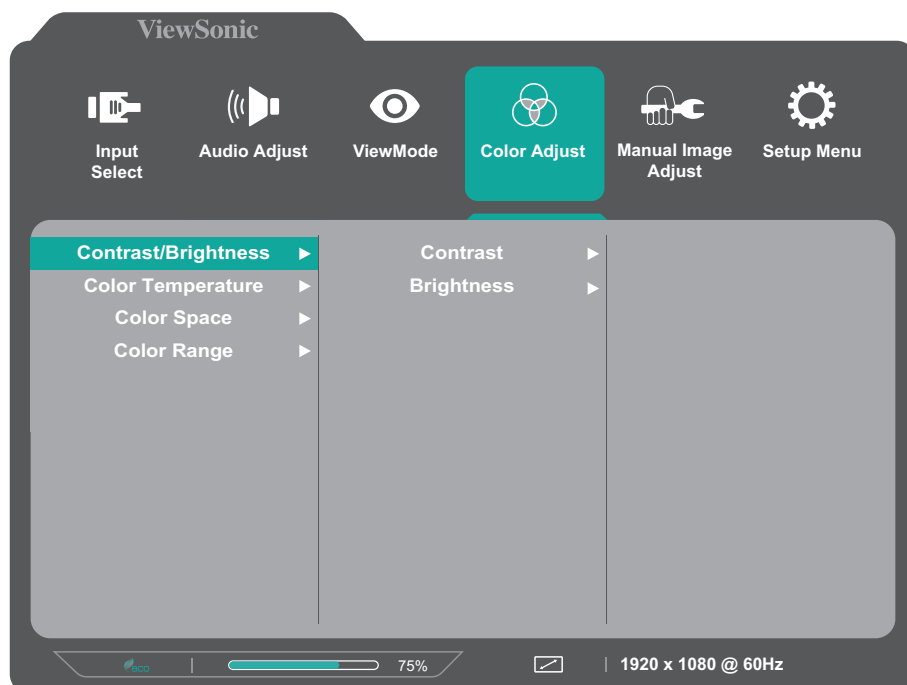 ViewSonic
Input
Select
Audio Adjust
ViewMode
Color Adjust
Manual Image
Adjust
Setup Menu
Contrast/Brightness
Color Temperature
Color Space
Color Range
Contrast
Brightness
eco
75%
1920 x 1080 @ 60Hz